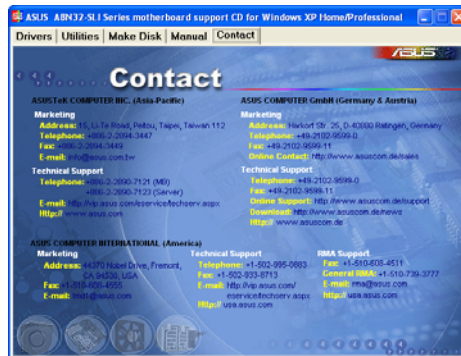 ASUS A8N32-SLI Series motherboard support CD for Windows XP Home/Professional
Drivers Utilities Make Disk Manual Contact
ASUS
Contact
ASUSTeK COMPUTER INC. (Asia-Pacific)
Marketing
Address: 15, Li-Te Road, Peitou, Taipei, Taiwan 112
Telephone: +886-2-2894-3447
Fax: +886-2-2890-3449
E-mail: info@asus.com.tw
Technical Support
Telephone: +886-2-2890-7121 (MB)
+886-2-2890-7123 (Server)
E-mail: http://vip.asus.com/eservice/techserv.aspx
Http:// www.asus.com
ASUS COMPUTER GmbH (Germany & Austria)
Marketing
Address: Harkort Str. 25, D-40880 Ratingen, Germany
Telephone: +49-2102-9599-0
Fax: +49-2102-9599-11
Online Contact: http://www.asuscom.de/sales
Technical Support
Telephone: +49-2102-9599-0
Fax: +49-2102-9599-11
Online Support: http://www.asuscom.de/support
Download: http://www.asuscom.de/news
Http:// www.asuscom.de
ASUS COMPUTER INTERNATIONAL (America)
Marketing
Address: 44370 Nobel Drive, Fremont,
CA 94538, USA
Fax: +1-510-608-4555
E-mail: tmd1@asus.com
Technical Support
Telephone: +1-502-995-0883
Fax: +1-502-933-8713
E-mail: http://vip.asus.com/
eservice/techserv.aspx
Http:// usa.asus.com
RMA Support
Fax: +1-510-608-4511
General RMA: +1-510-739-3777
E-mail: rma@asus.com
http:// usa.asus.com